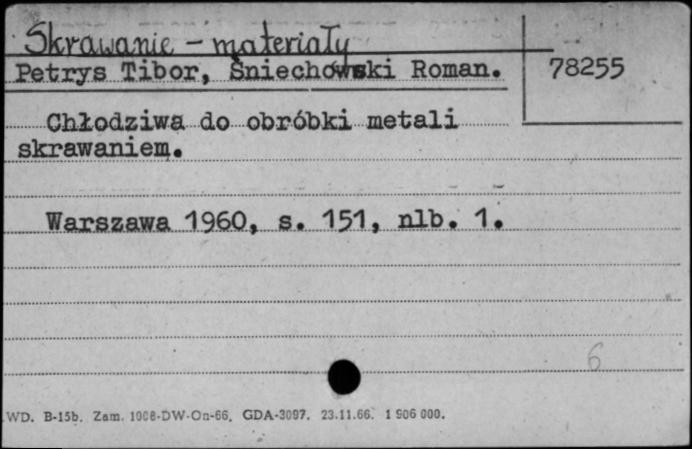 Skrawanie - materiały
Petrys Tibor, Śniechowski Roman.
78255
Chłodziwa do obróbki metali
skrawaniem.
Warszawa 1960, s. 151, nlb. 1.
6
WD. B-15b. Zam. 1008-DW-On-66. GDA-3097. 23.11.66. 1 906 000.